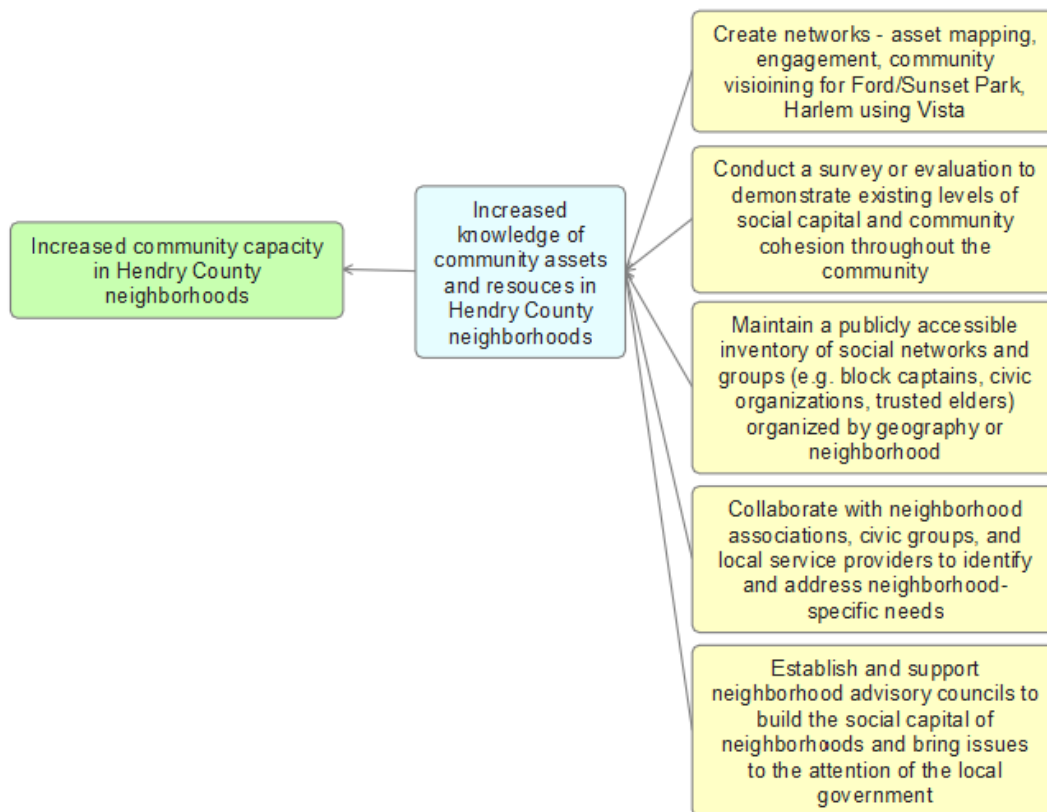 Increased community capacity
in Hendry County
neighborhoods
Increased
knowledge of
community assets
and resouces in
Hendry County
neighborhoods
Create networks - asset mapping,
engagement, community
visioining for Ford/Sunset Park,
Harlem using Vista
Conduct a survey or evaluation to
demonstrate existing levels of
social capital and community
cohesion throughout the
community
Maintain a publicly accessible
inventory of social networks and
groups (e.g. block captains, civic
organizations, trusted elders)
organized by geography or
neighborhood
Collaborate with neighborhood
associations, civic groups, and
local service providers to identify
and address neighborhood-
specific needs
Establish and support
neighborhood advisory councils to
build the social capital of
neighborhoods and bring issues
to the attention of the local
government